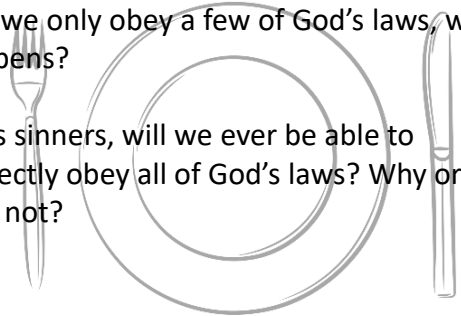 we only obey a few of God's laws, w
pens?
s sinners, will we ever be able to
ectly obey all of God's laws? Why or
not?